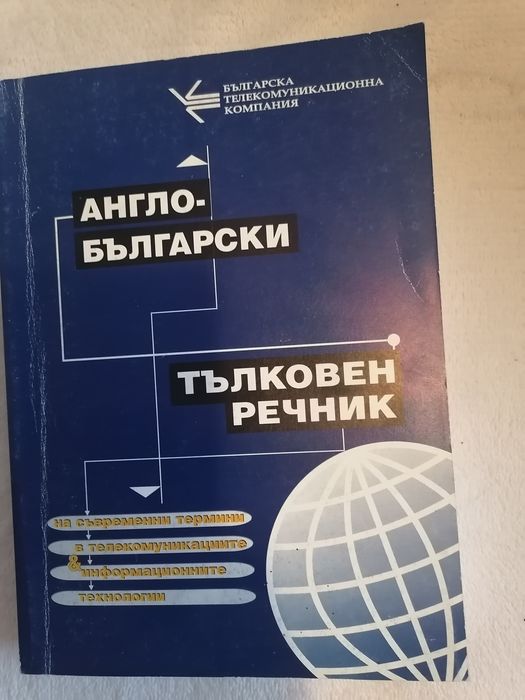 БЪЛГАРСКА
ТЕЛЕКОМУНИКАЦИОННА
КОМПАНИЯ
АНГЛО-
БЪЛГАРСКИ
ТЪЛКОВЕН
РЕЧНИК
на съвременни термини
в телекомуникациите
&информационните
технологии